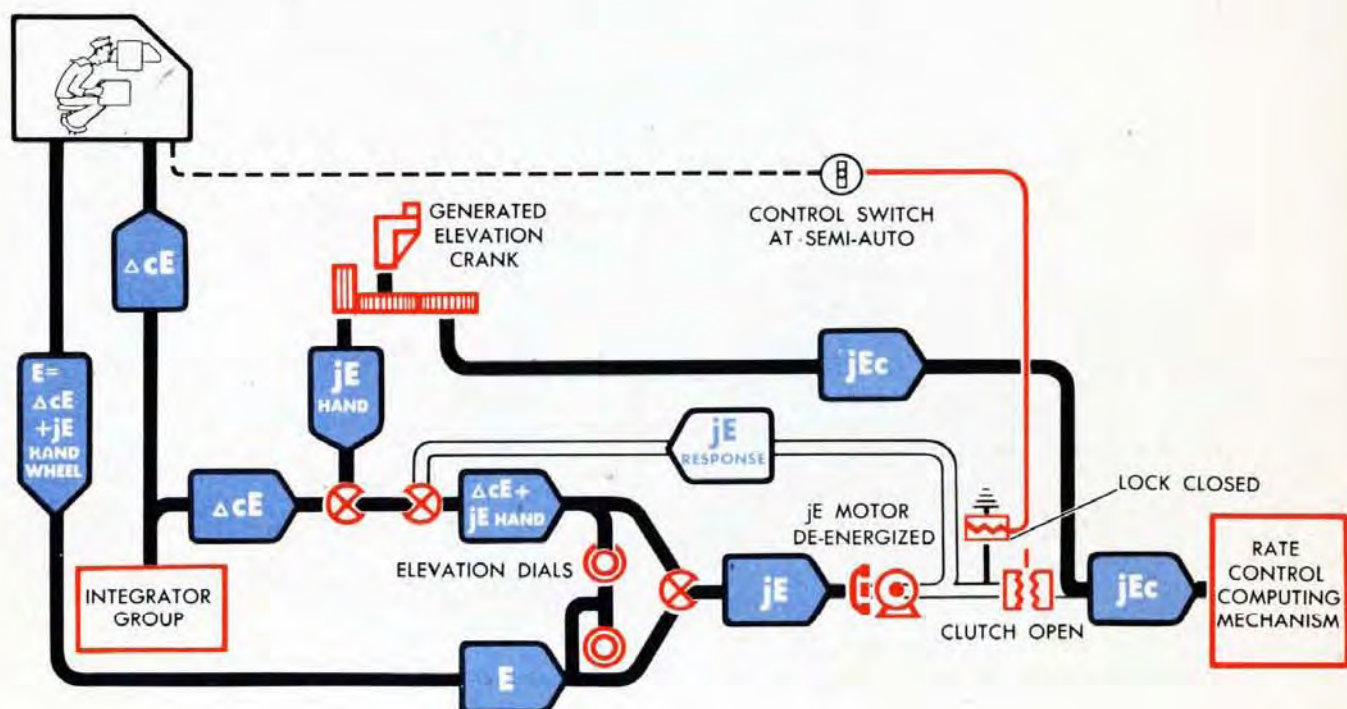 GENERATED
ELEVATION
CRANK
CONTROL SWITCH
AT SEMI-AUTO
ΔcE
E=
ΔcE
+jE
HAND
WHEEL
jE
HAND
jEc
jE
RESPONSE
LOCK CLOSED
ΔcE
ΔcE+
jE HAND
jE MOTOR
DE-ENERGIZED
ELEVATION DIALS
INTEGRATOR
GROUP
jE
CLUTCH OPEN
jEc
RATE
CONTROL
COMPUTING
MECHANISM
E